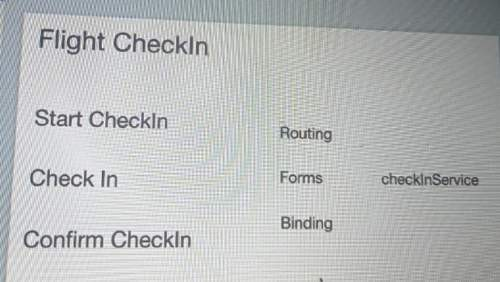 Flight CheckIn
Start CheckIn
Check In
Confirm CheckIn
Routing
Forms
Binding
checkInService